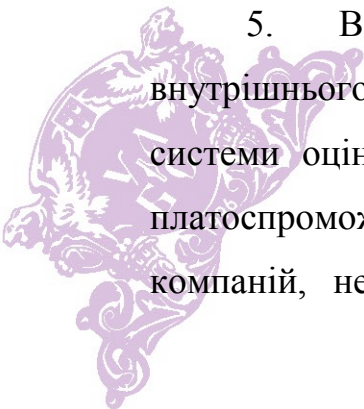 5. В
внутрішнього
системи оцін
платоспромож
компаній, не